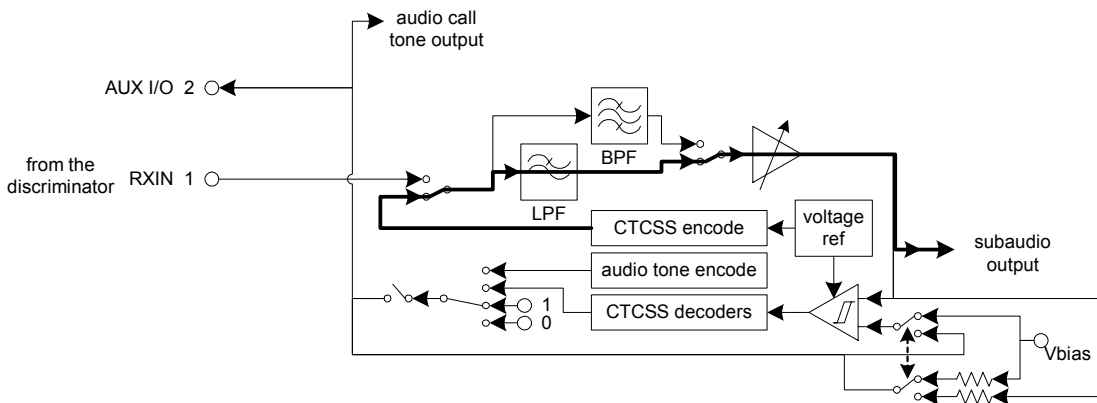 audio call
tone output
AUX I/O 2
from the
discriminator
RXIN 1
BPF
LPF
CTCSS encode
voltage
ref
subaudio
output
audio tone encode
CTCSS decoders
1
0
Vbias